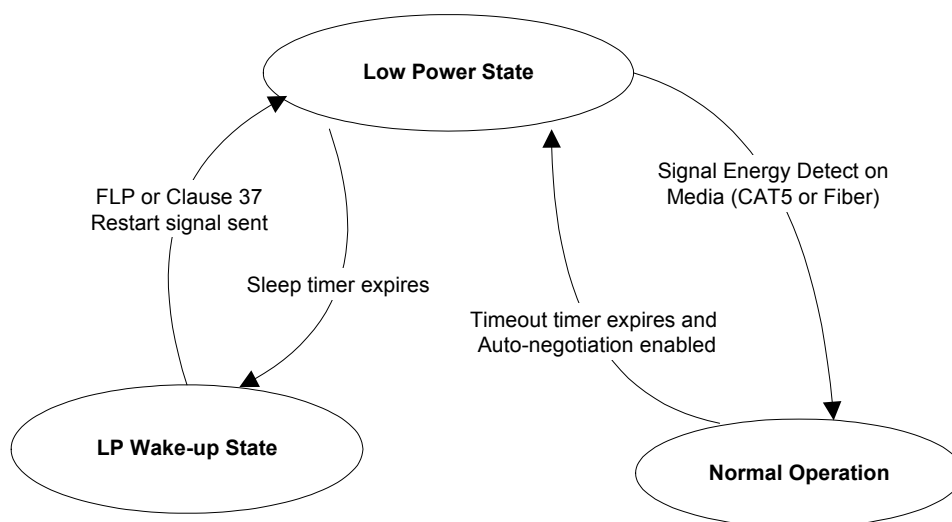 Low Power State
FLP or Clause 37
Restart signal sent
Signal Energy Detect on
Media (CAT5 or Fiber)
Sleep timer expires
Timeout timer expires and
Auto-negotiation enabled
LP Wake-up State
Normal Operation